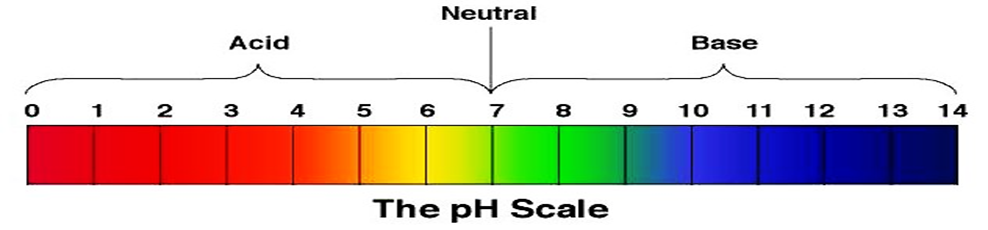 Neutral
Acid Base
0 1 2 3 4 5 6 7 8 9 10 11 12 13 14
The pH Scale